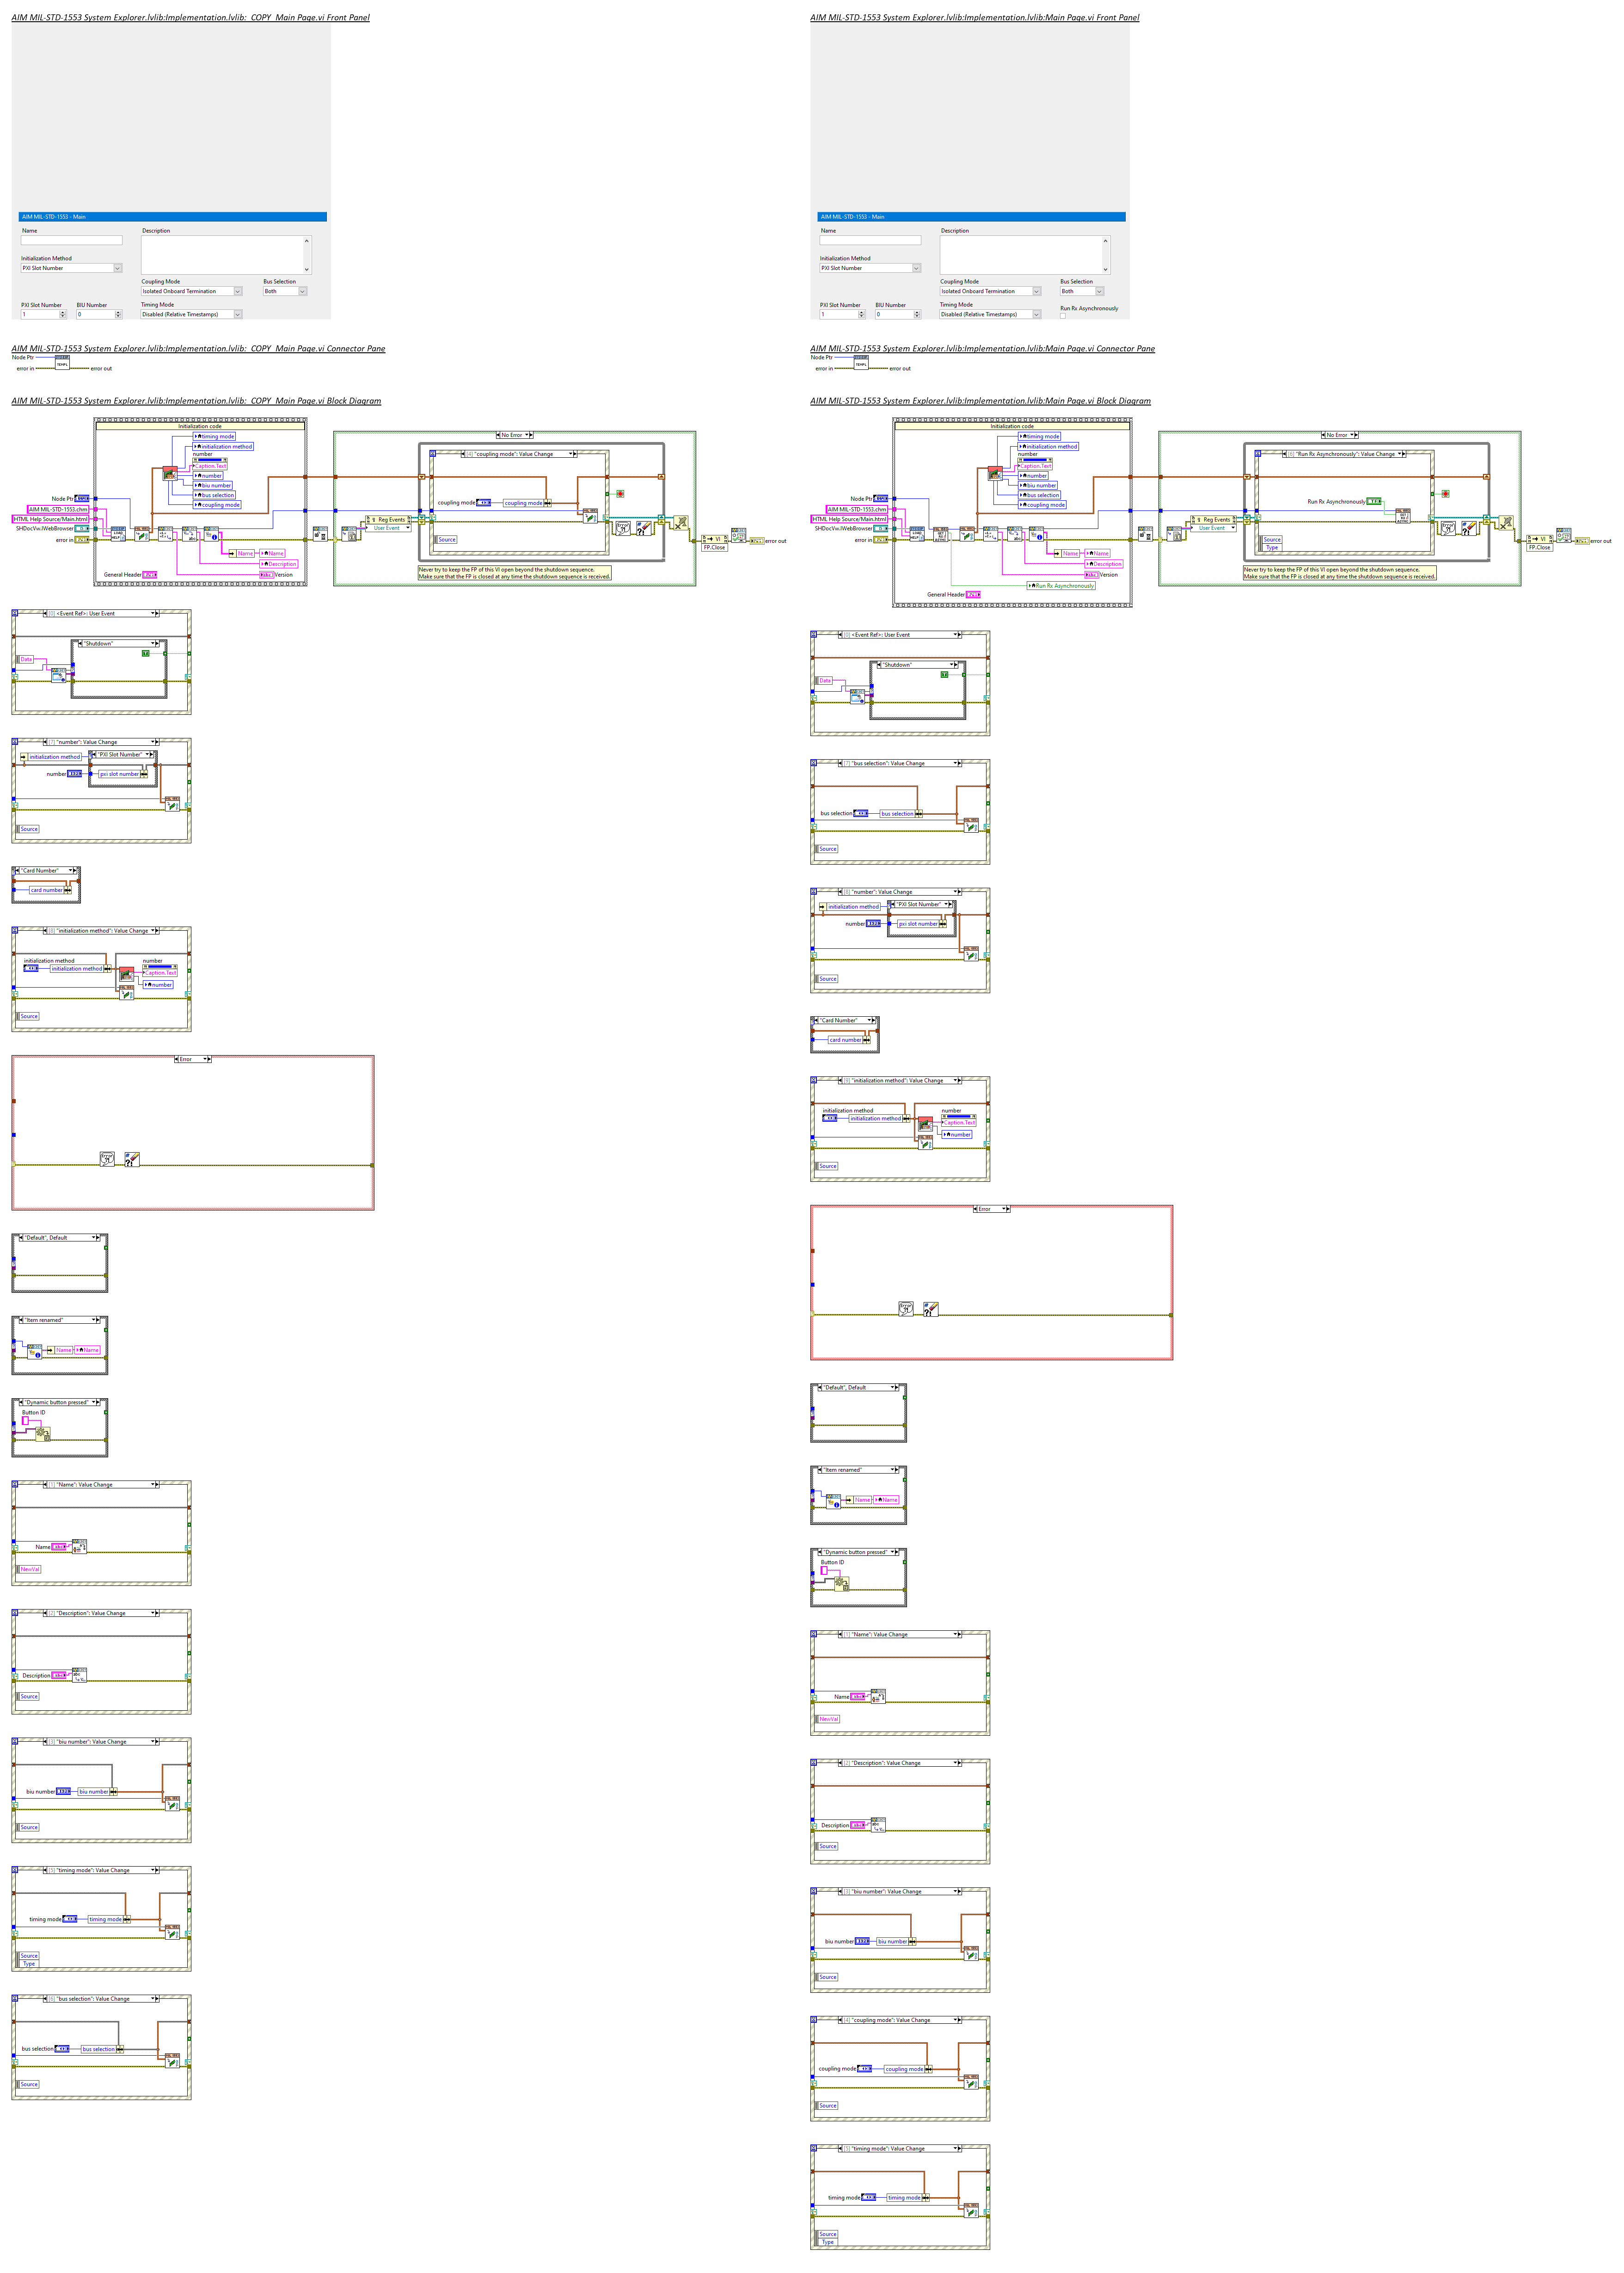 AIM MIL-STD-1553 System Explorer.lvlib:Implementation.lvlib:_COPY_Main Page.vi Front Panel
AIM MIL-STD-1553 - Main
Name
Description
Initialization Method
PXI Slot Number
Coupling Mode
Bus Selection
Isolated Onboard Termination
Both
PXI Slot Number
BIU Number
Timing Mode
1
0
Disabled (Relative Timestamps)
AIM MIL-STD-1553 System Explorer.lvlib:Implementation.lvlib:_COPY_Main Page.vi Connector Pane
Node Ptr
error in
error out
AIM MIL-STD-1553 System Explorer.lvlib:Implementation.lvlib:_COPY_Main Page.vi Block Diagram
Initialization code
timing mode
initialization method
number
Caption.Text
number
biu number
bus selection
coupling mode
Node Ptr
AIM MIL-STD-1553.chm
HTML Help Source/Main.html
SHDocVw.IWebBrowser
error in
Name
Name
Description
General Header
Version
No Error
[4] "coupling mode": Value Change
coupling mode
coupling mode
Reg Events
User Event
Source
Never try to keep the FP of this VI open beyond the shutdown sequence.
Make sure that the FP is closed at any time the shutdown sequence is received.
VI
FP.Close
error out
[0] <Event Ref>: User Event
"Shutdown"
Data
[7] "number": Value Change
initialization method
"PXI Slot Number"
number
pxi slot number
Source
"Card Number"
card number
[8] "initialization method": Value Change
initialization method
number
initialization method
Caption.Text
number
Source
Error
"Default", Default
"Item renamed"
Name
Name
"Dynamic button pressed"
Button ID
[1] "Name": Value Change
Name
NewVal
[2] "Description": Value Change
Description
Source
[3] "biu number": Value Change
biu number
biu number
Source
"timing mode": Value Change
timing mode
timing mode
Source
Type
[6] "bus selection": Value Change
bus selection
bus selection
Source
AIM MIL-STD-1553 System Explorer.lvlib:Implementation.lvlib:Main Page.vi Front Panel
AIM MIL-STD-1553 - Main
Name
Description
Initialization Method
PXI Slot Number
Coupling Mode
Bus Selection
Isolated Onboard Termination
Both
PXI Slot Number
BIU Number
Timing Mode
Run Rx Asynchronously
1
0
Disabled (Relative Timestamps)
AIM MIL-STD-1553 System Explorer.lvlib:Implementation.lvlib:Main Page.vi Connector Pane
Node Ptr
error in
error out
AIM MIL-STD-1553 System Explorer.lvlib:Implementation.lvlib:Main Page.vi Block Diagram
Initialization code
timing mode
initialization method
number
Caption.Text
number
biu number
bus selection
coupling mode
Node Ptr
AIM MIL-STD-1553.chm
HTML Help Source/Main.html
SHDocVw.IWebBrowser
error in
Name
Name
Description
Version
Run Rx Asynchronously
General Header
No Error
[6] "Run Rx Asynchronously": Value Change
Run Rx Asynchronously
Reg Events
User Event
Source
Type
Never try to keep the FP of this VI open beyond the shutdown sequence.
Make sure that the FP is closed at any time the shutdown sequence is received.
VI
FP.Close
error out
[0] <Event Ref>: User Event
"Shutdown"
Data
[7] "bus selection": Value Change
bus selection
bus selection
Source
[8] "number": Value Change
initialization method
"PXI Slot Number"
number
pxi slot number
Source
"Card Number"
card number
[9] "initialization method": Value Change
initialization method
number
initialization method
Caption.Text
number
Source
Error
"Default", Default
"Item renamed"
Name
Name
"Dynamic button pressed"
Button ID
[1] "Name": Value Change
Name
NewVal
[2] "Description": Value Change
Description
Source
[3] "biu number": Value Change
biu number
biu number
Source
[4] "coupling mode": Value Change
coupling mode
coupling mode
Source
[5] "timing mode": Value Change
timing mode
timing mode
Source
Type